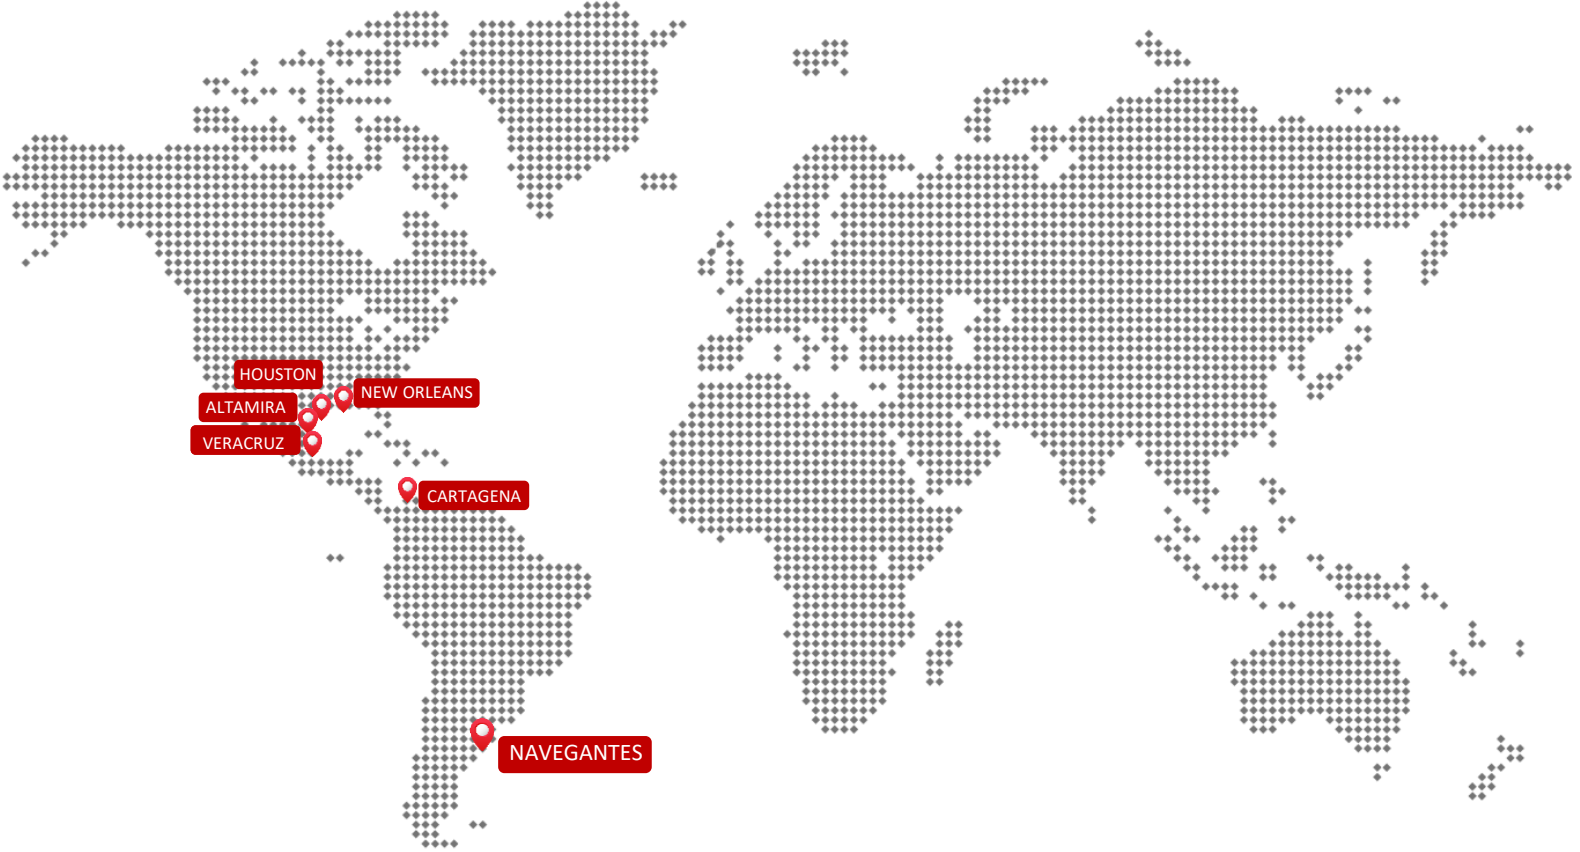 HOUSTON
NEW ORLEANS
ALTAMIRA
VERACRUZ
CARTAGENA
NAVEGANTES